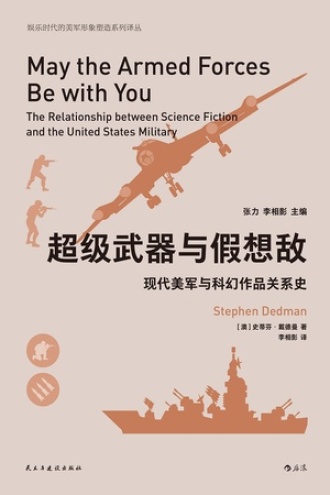 娱乐时代的美军形象塑造系列译丛
May the Armed Forces
Be with You
The Relationship between Science Fiction
and the United States Military
张力 李相影 主编
超级武器与假想敌
现代美军与科幻作品关系史
Stephen Dedman
[澳] 史蒂芬·戴德曼 著
李相影 译
民主与建设出版社
后浪